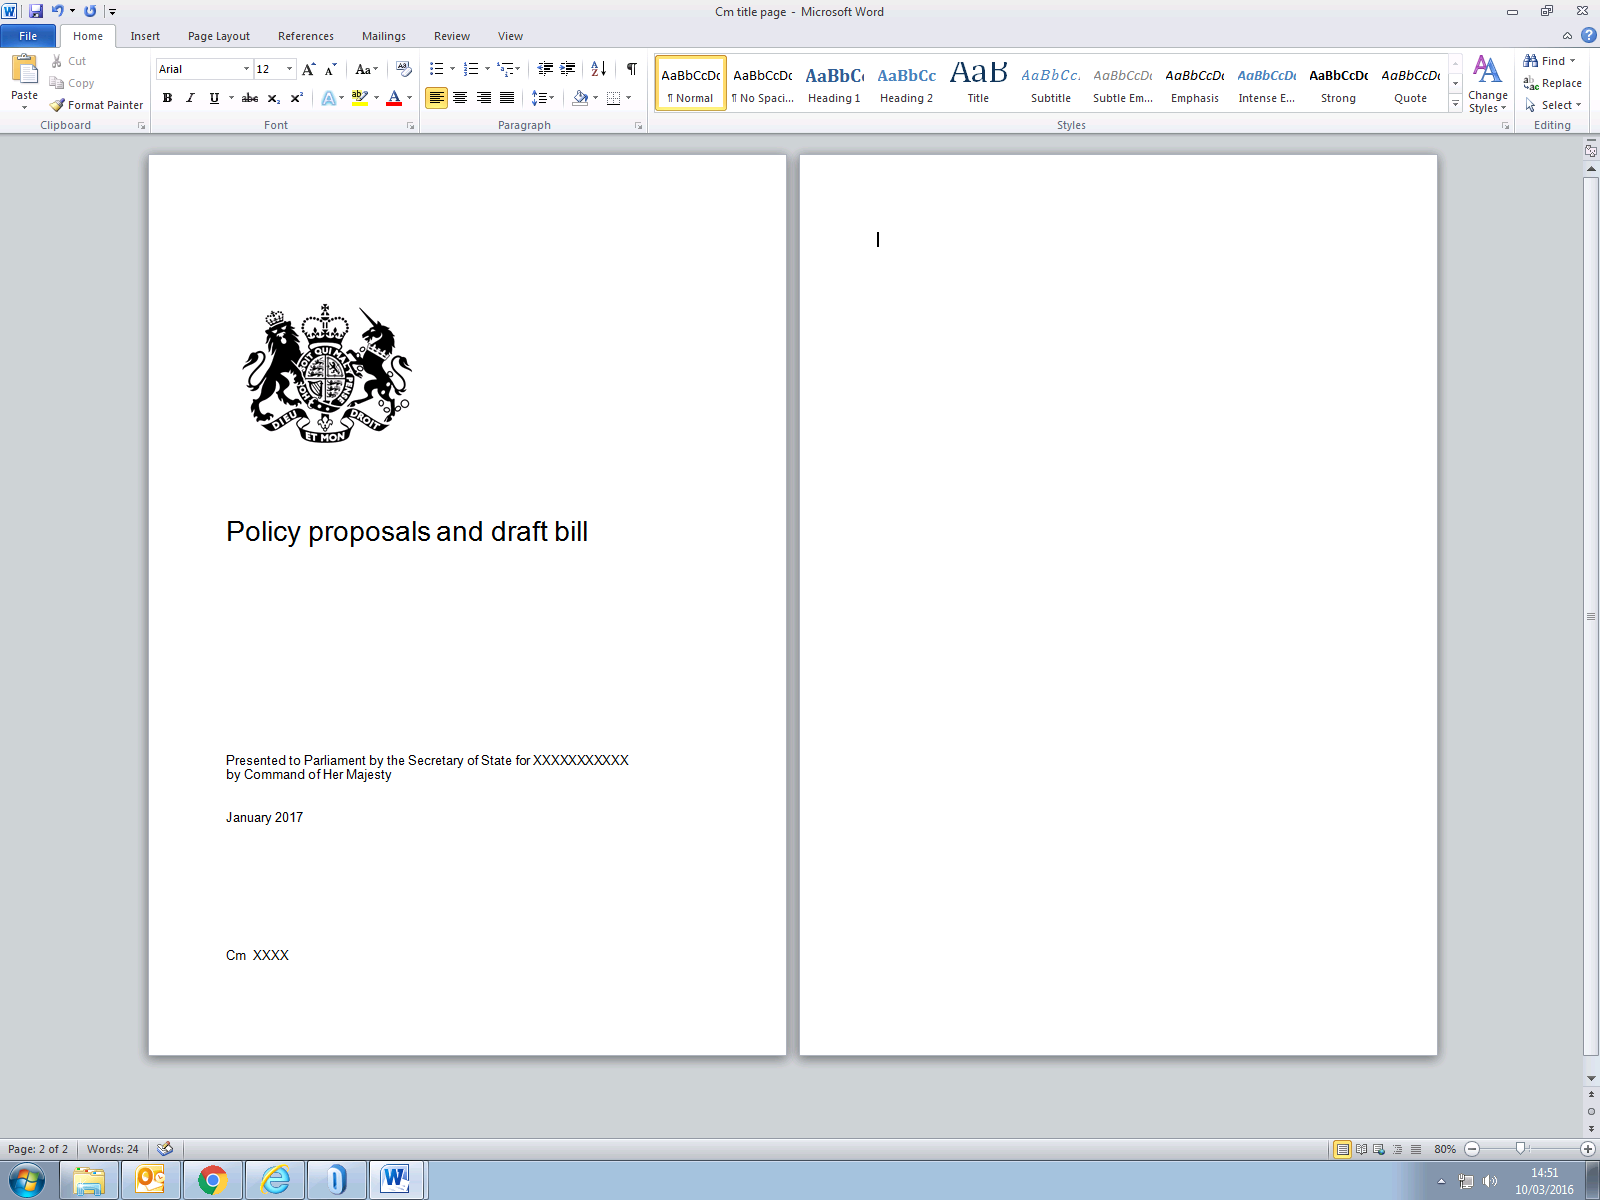 Cm title page - Microsoft Word
File Home Insert Page Layout References Mailings Review View
Paste
Cut
Copy
Format Painter
Clipboard
Arial 12
Font
Paragraph
AaBbCcDc AaBbCcDc AaBbCc AaBbCc AaB AaBbCc. AaBbCcDc AaBbCcDc AaBbCcDc AaBbCcDc AaBbCcDc
¶ Normal ¶ No Spaci... Heading 1 Heading 2 Title Subtitle Subtle Em... Emphasis Intense E... Strong Quote
Change Styles
Styles
Find
Replace
Select
Editing
DIEU ET MON DROIT
Policy proposals and draft bill
Presented to Parliament by the Secretary of State for XXXXXXXXXXX
by Command of Her Majesty
January 2017
Cm XXXX
Page: 2 of 2 Words: 24
80%
14:51
10/03/2016